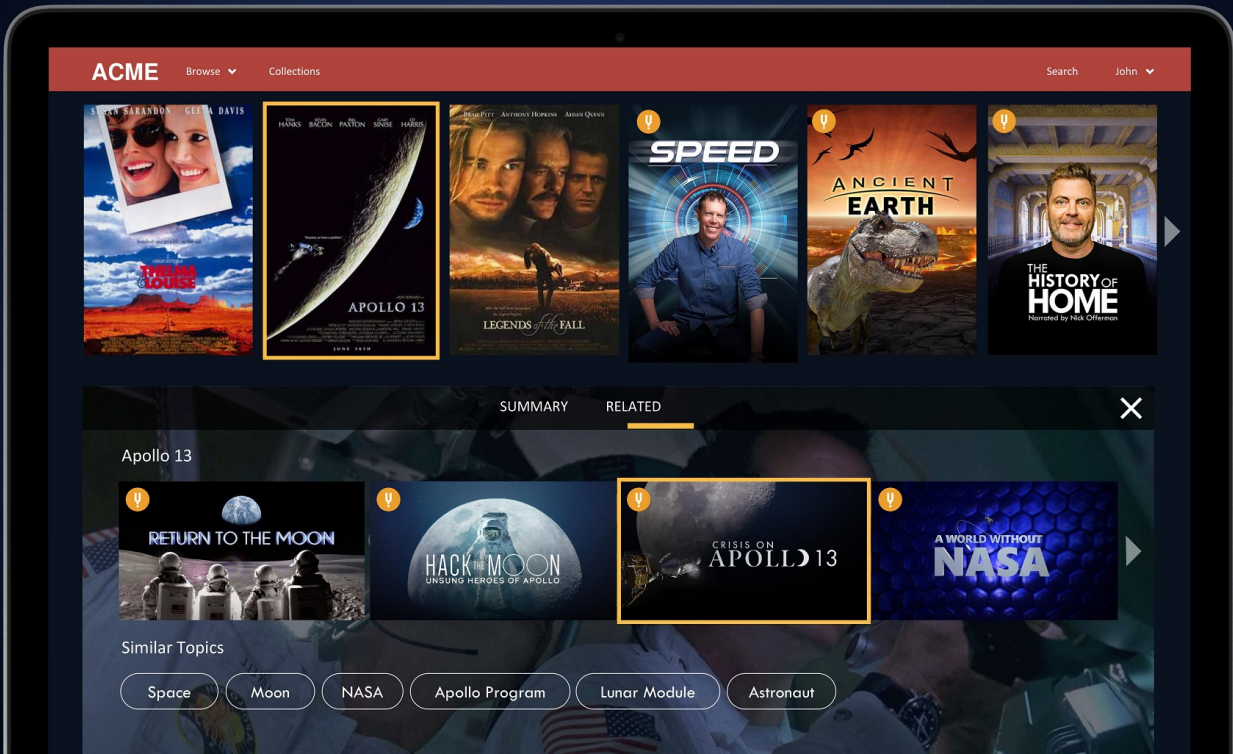 ACME
Browse
Collections
Search
John
SUSAN SARANDON GEENA DAVIS
THELMA
& LOUISE
TOM HANKS KEVIN BACON BILL PAXTON GARY SINISE ED HARRIS
APOLLO 13
JUNE 30TH
BRAD PITT ANTHONY HOPKINS AIDAN QUINN
LEGENDS of the FALL
SPEED
ANCIENT
EARTH
THE
HISTORY OF
HOME
Narrated by Nick Offerman
SUMMARY
RELATED
Apollo 13
RETURN TO THE MOON
HACK THE MOON
UNSUNG HEROES OF APOLLO
CRISIS ON
APOLLO 13
A WORLD WITHOUT
NASA
Similar Topics
Space
Moon
NASA
Apollo Program
Lunar Module
Astronaut